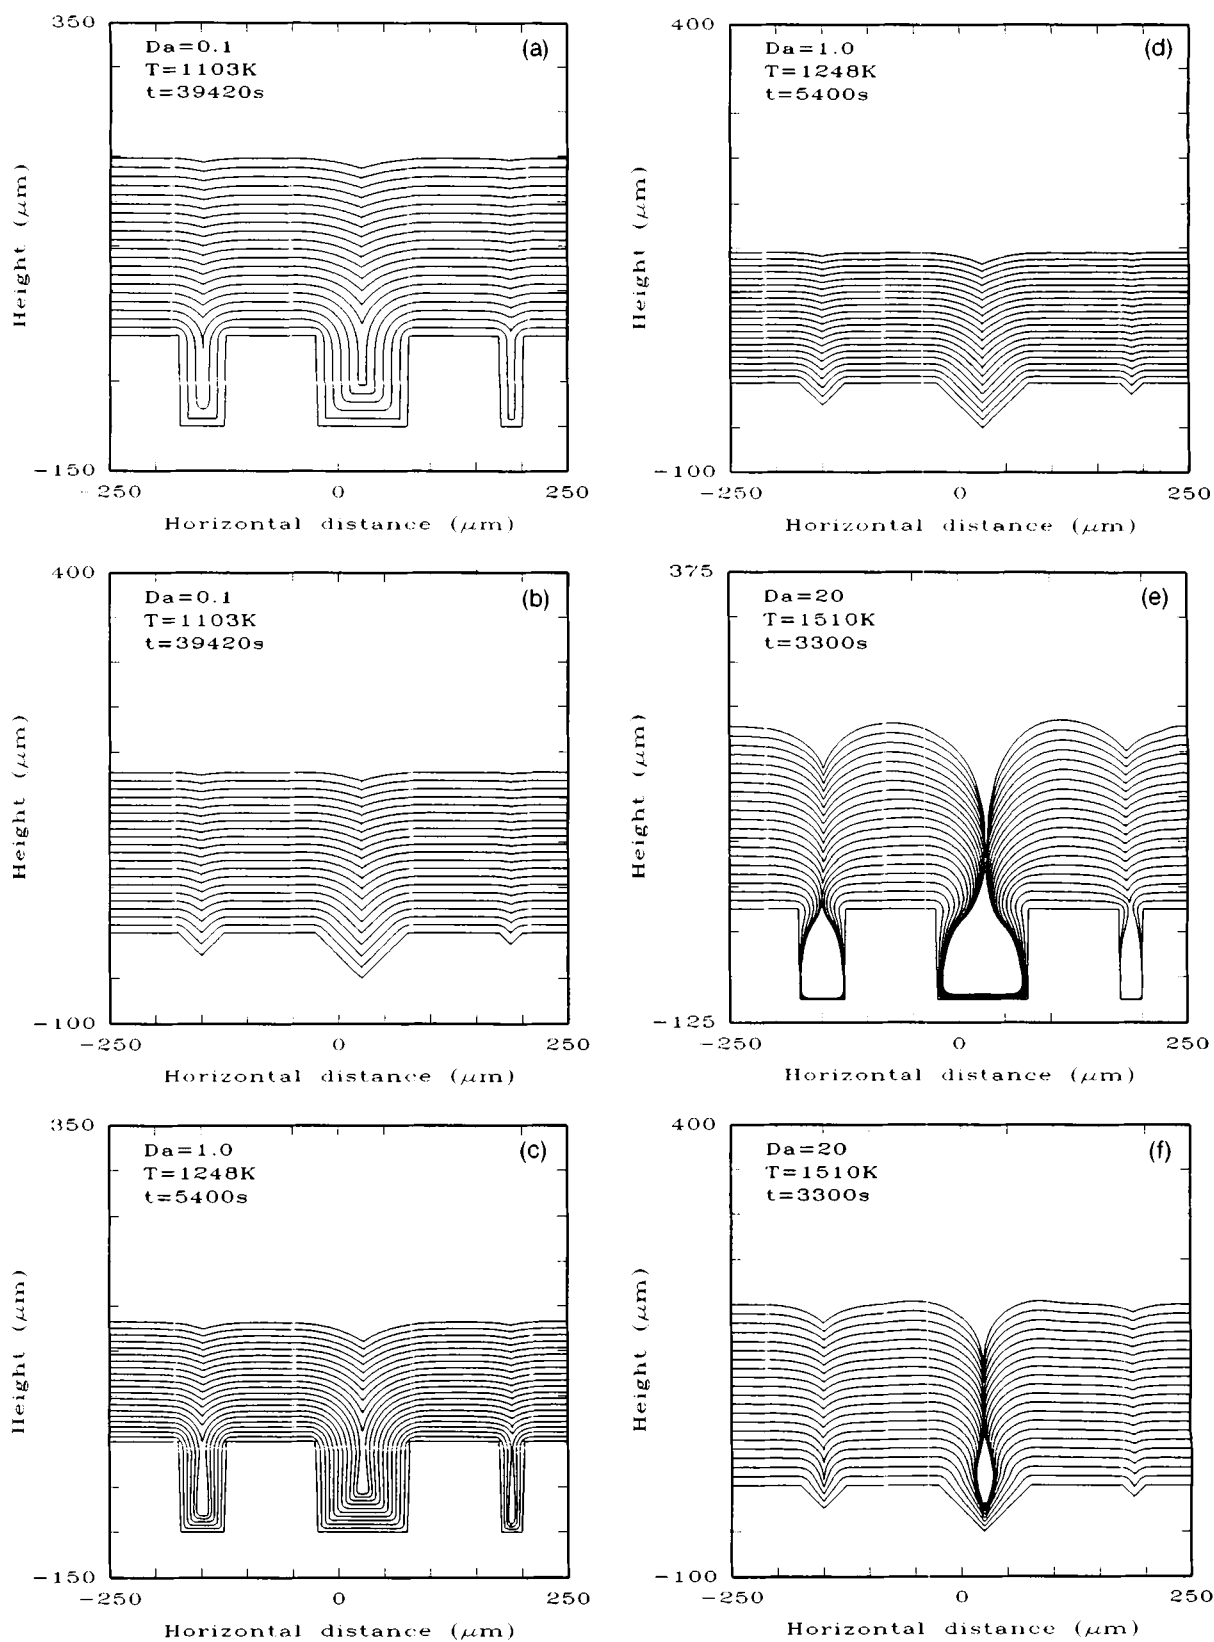 350
Da=0.1
T=1103K
t=39420s
(a)
Height (μm)
-150
-250
0
250
Horizontal distance (μm)
400
Da=0.1
T=1103K
t=39420s
(b)
Height (μm)
-100
-250
0
250
Horizontal distance (μm)
350
Da=1.0
T=1248K
t=5400s
(c)
Height (μm)
-150
-250
0
250
Horizontal distance (μm)
400
Da=1.0
T=1248K
t=5400s
(d)
Height (μm)
-100
-250
0
250
Horizontal distance (μm)
375
Da=20
T=1510K
t=3300s
(e)
Height (μm)
-125
-250
0
250
Horizontal distance (μm)
400
Da=20
T=1510K
t=3300s
(f)
Height (μm)
-100
-250
0
250
Horizontal distance (μm)